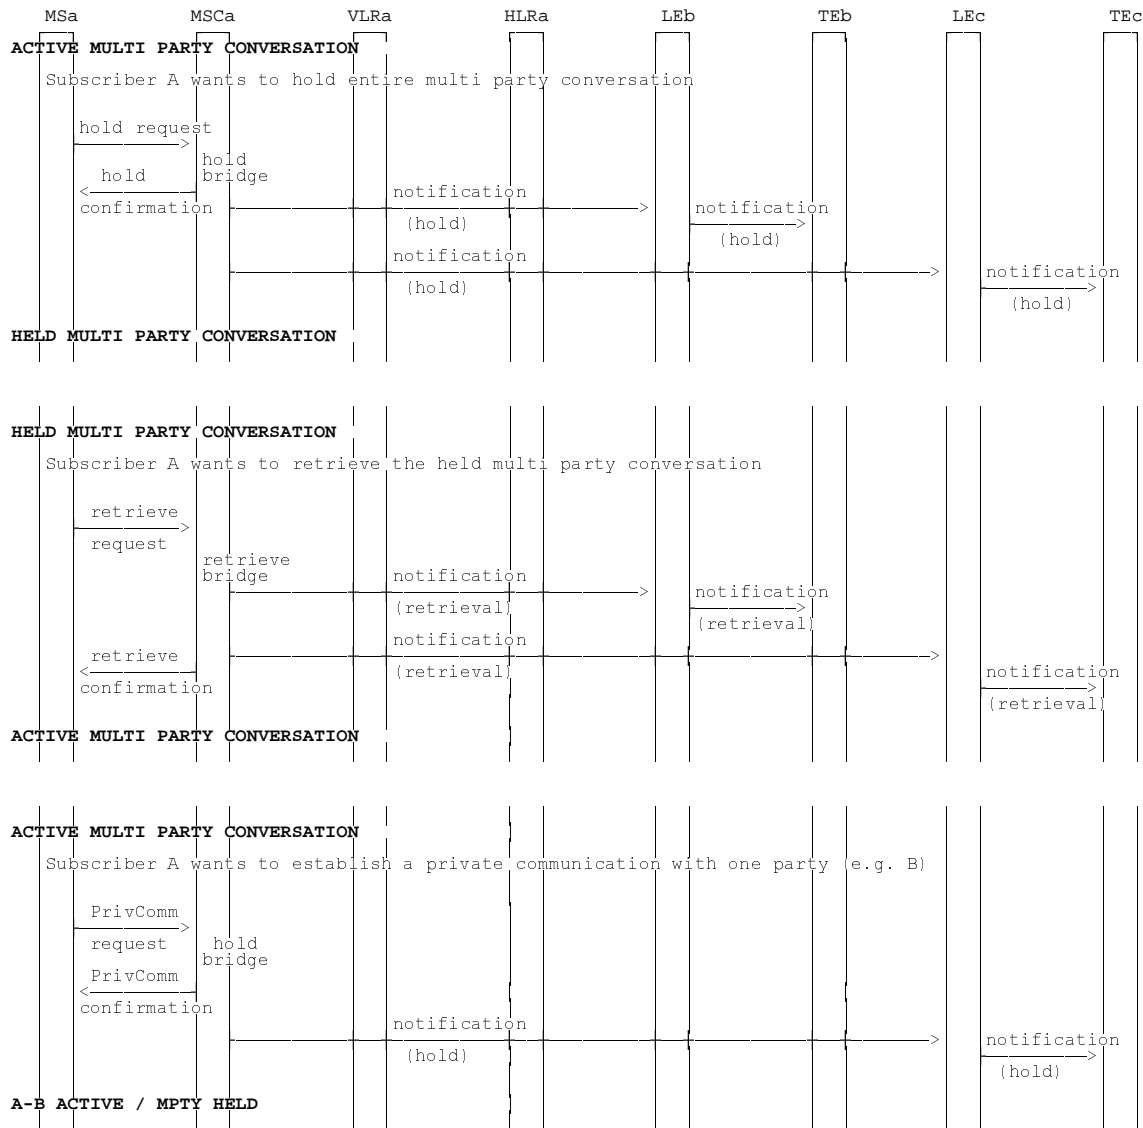 MSa MSCa VLRa HLRa LEb TEb LEc TEc
ACTIVE MULTI PARTY CONVERSATION
Subscriber A wants to hold entire multi party conversation
hold request
hold
hold bridge
notification
confirmation
notification
(hold)
(hold)
notification
notification
(hold)
(hold)
HELD MULTI PARTY CONVERSATION
HELD MULTI PARTY CONVERSATION
Subscriber A wants to retrieve the held multi party conversation
retrieve
request
retrieve
bridge notification
notification
(retrieval)
(retrieval)
notification
retrieve
(retrieval) notification
confirmation
(retrieval)
ACTIVE MULTI PARTY CONVERSATION
ACTIVE MULTI PARTY CONVERSATION
Subscriber A wants to establish a private communication with one party (e.g. B)
PrivComm
request hold
bridge
PrivComm
confirmation
notification
notification
(hold)
(hold)
A-B ACTIVE / MPTY HELD